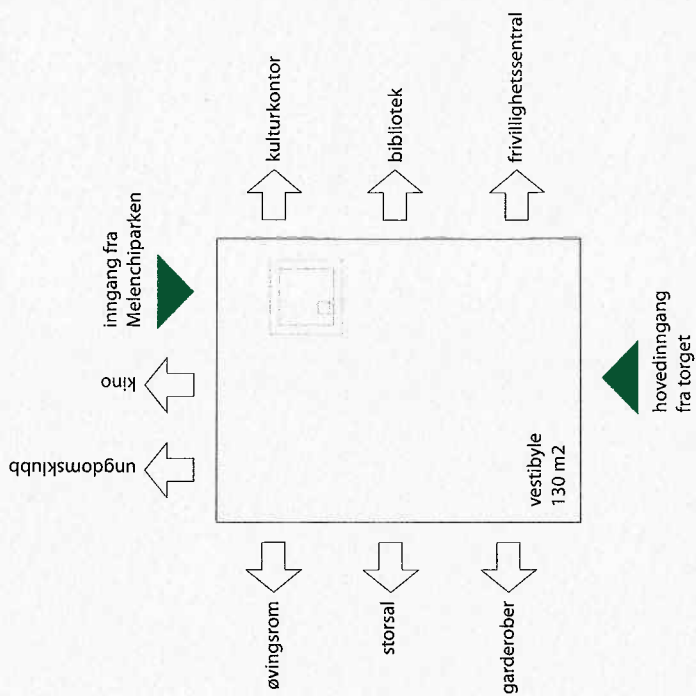 ungdomsklubb
kino
inngang fra
Melenchiparken
øvingsrom
storsal
garderober
kulturkontor
bibliotek
frivillighetssentral
vestibyle
130 m2
hovedinngang
fra torget